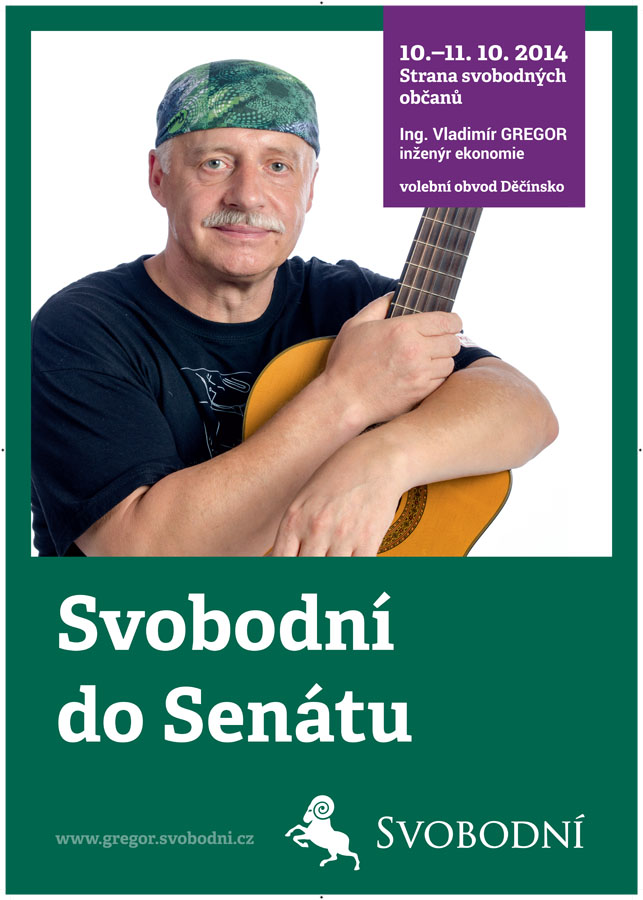 10.–11. 10. 2014
Strana svobodných
občanů
Ing. Vladimír GREGOR
inženýr ekonomie
volební obvod Děčínsko
Svobodní
do Senátu
www.gregor.svobodni.cz
SVOBODNÍ